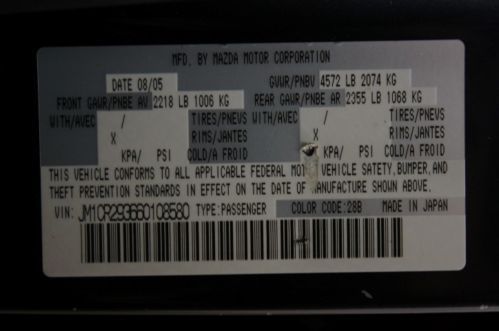 MFD. BY MAZDA MOTOR CORPORATION
DATE 08/05 GVWR/PNBV 4572 LB 2074 KG
FRONT GAWR/PNBE AV 2218 LB 1006 KG REAR GAWR/PNBE AR 2355 LB 1068 KG
WITH/AVEC / TIRES/PNEUS WITH/AVEC / TIRES/PNEUS
X RIMS/JANTES X RIMS/JANTES
KPA/ PSI COLD/A FROID KPA/ PSI COLD/A FROID
THIS VEHICLE CONFORMS TO ALL APPLICABLE FEDERAL MOTOR VEHICLE SAFETY, BUMPER, AND
THEFT PREVENTION STANDARDS IN EFFECT ON THE DATE OF MANUFACTURE SHOWN ABOVE.
VIN: JM1CR293660108580 TYPE:PASSENGER COLOR CODE:28B MADE IN JAPAN